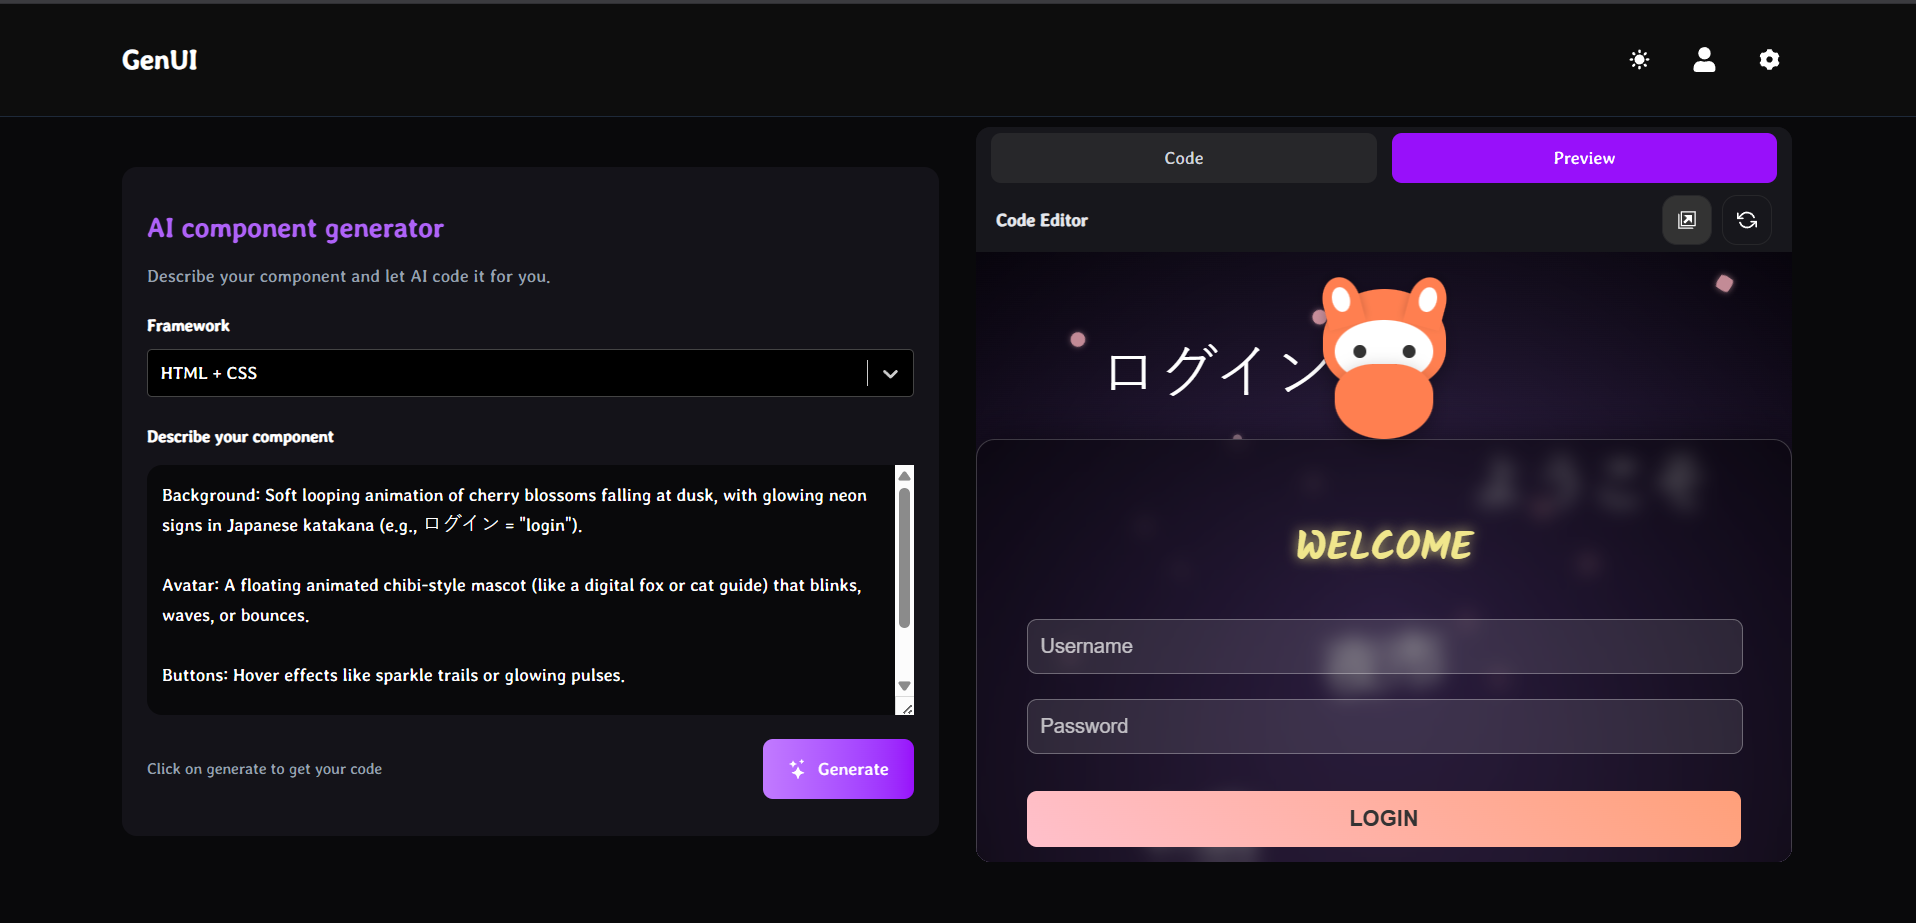 GenUI
AI component generator
Describe your component and let AI code it for you.
Framework
HTML + CSS
Describe your component
Background: Soft looping animation of cherry blossoms falling at dusk, with glowing neon
signs in Japanese katakana (e.g., ログイン = "login").
Avatar: A floating animated chibi-style mascot (like a digital fox or cat guide) that blinks,
waves, or bounces.
Buttons: Hover effects like sparkle trails or glowing pulses.
Click on generate to get your code
Generate
Code
Preview
Code Editor
ログイン
ようこそ
WELCOME
Username
Password
LOGIN